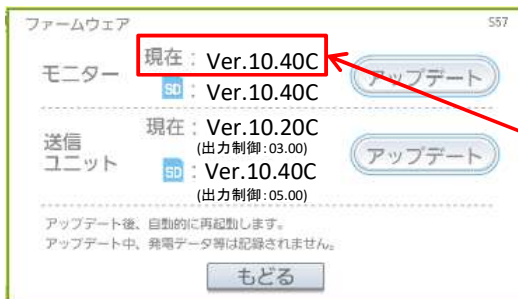 ファームウェア
S57
モニター
現在：Ver.10.40C
SD：Ver.10.40C
アップデート
送信
ユニット
現在：Ver.10.20C
(出力制御:03.00)
SD：Ver.10.40C
(出力制御:05.00)
アップデート
アップデート後、自動的に再起動します。
アップデート中、発電データ等は記録されません。
もどる